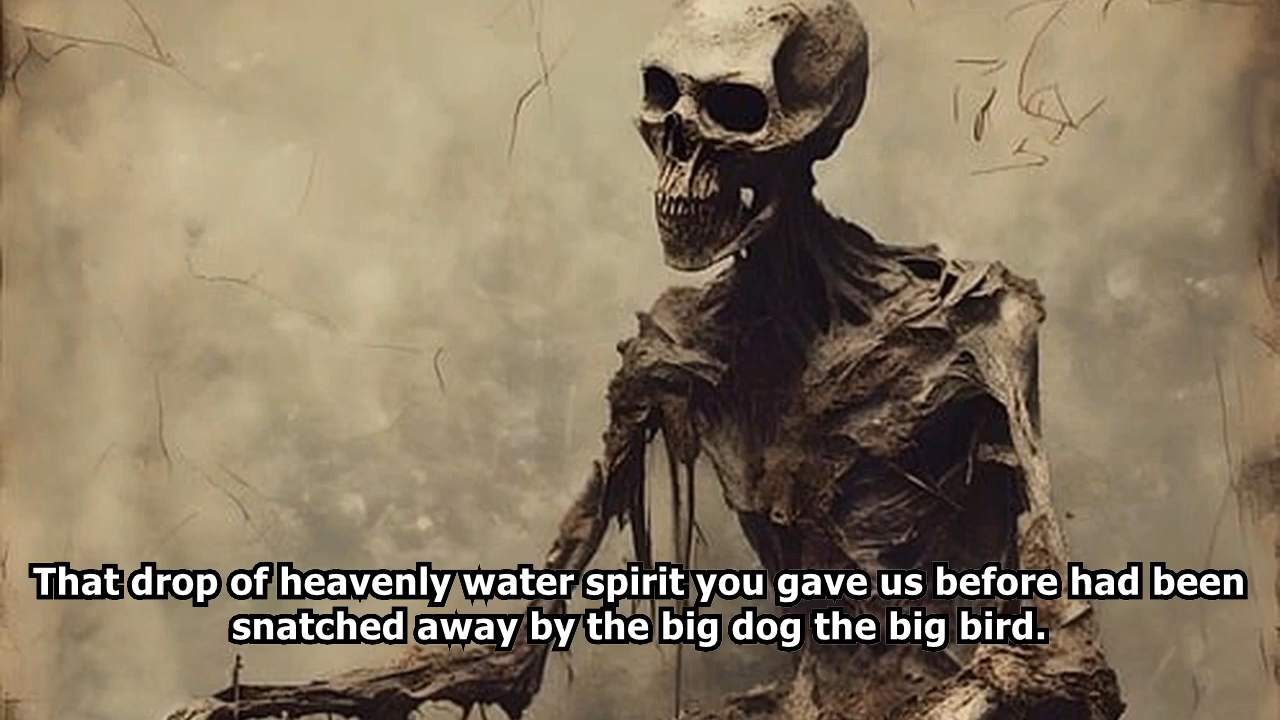 That drop of heavenly water spirit you gave us before had been
snatched away by the big dog the big bird.